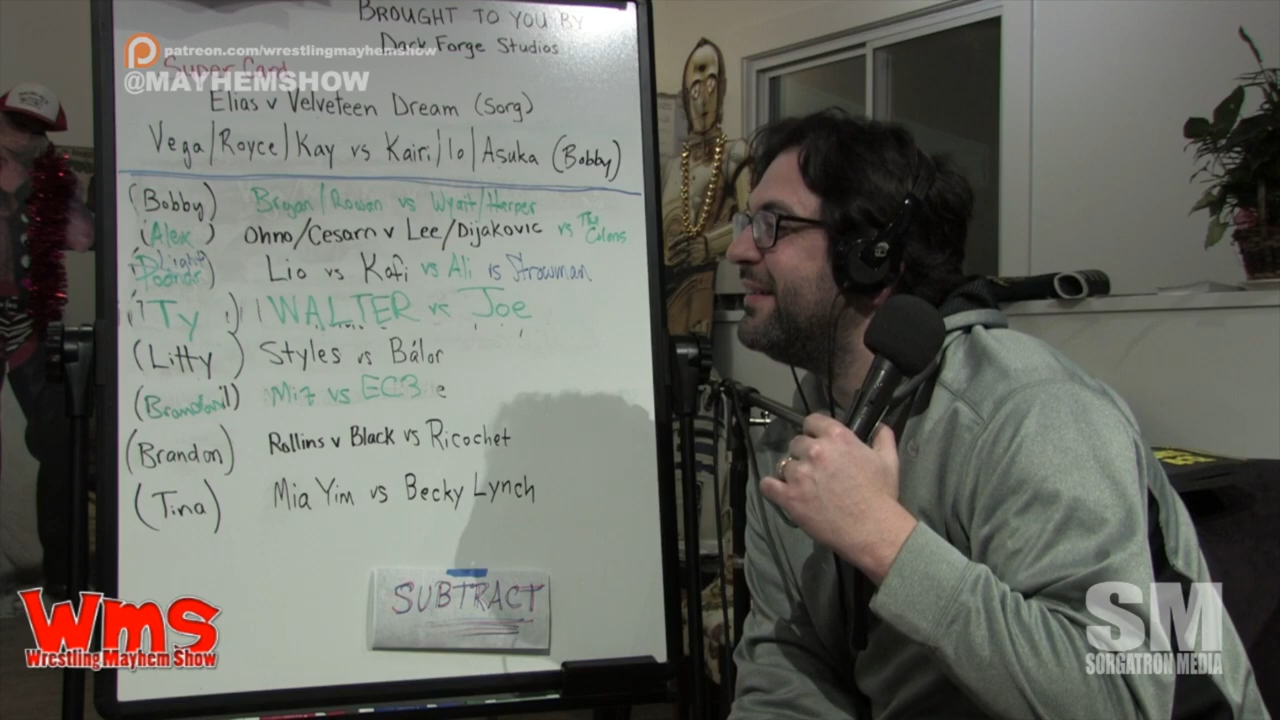 BROUGHT TO YOU BY
Dark Forge Studios
patreon.com/wrestlingmayhemshow
Super Card
@MAYHEMSHOW
Elias v Velveteen Dream (Sorg)
Vega/Royce/Kay vs Kairi/Io/Asuka (Bobby)
(Bobby) Bryan/Rowan vs Wyatt/Harper
(Alex) Ohno/Cesaro v Lee/Dijakovic vs The Colons
Lio vs Kofi vs Ali vs Strowman
(Ty) WALTER vs Joe
(Litty) Styles vs Bálor
Miz vs EC3
(Brandon) Rollins v Black vs Ricochet
(Tina) Mia Yim vs Becky Lynch
SUBTRACT
WMS
Wrestling Mayhem Show
SM
SORGATRON MEDIA